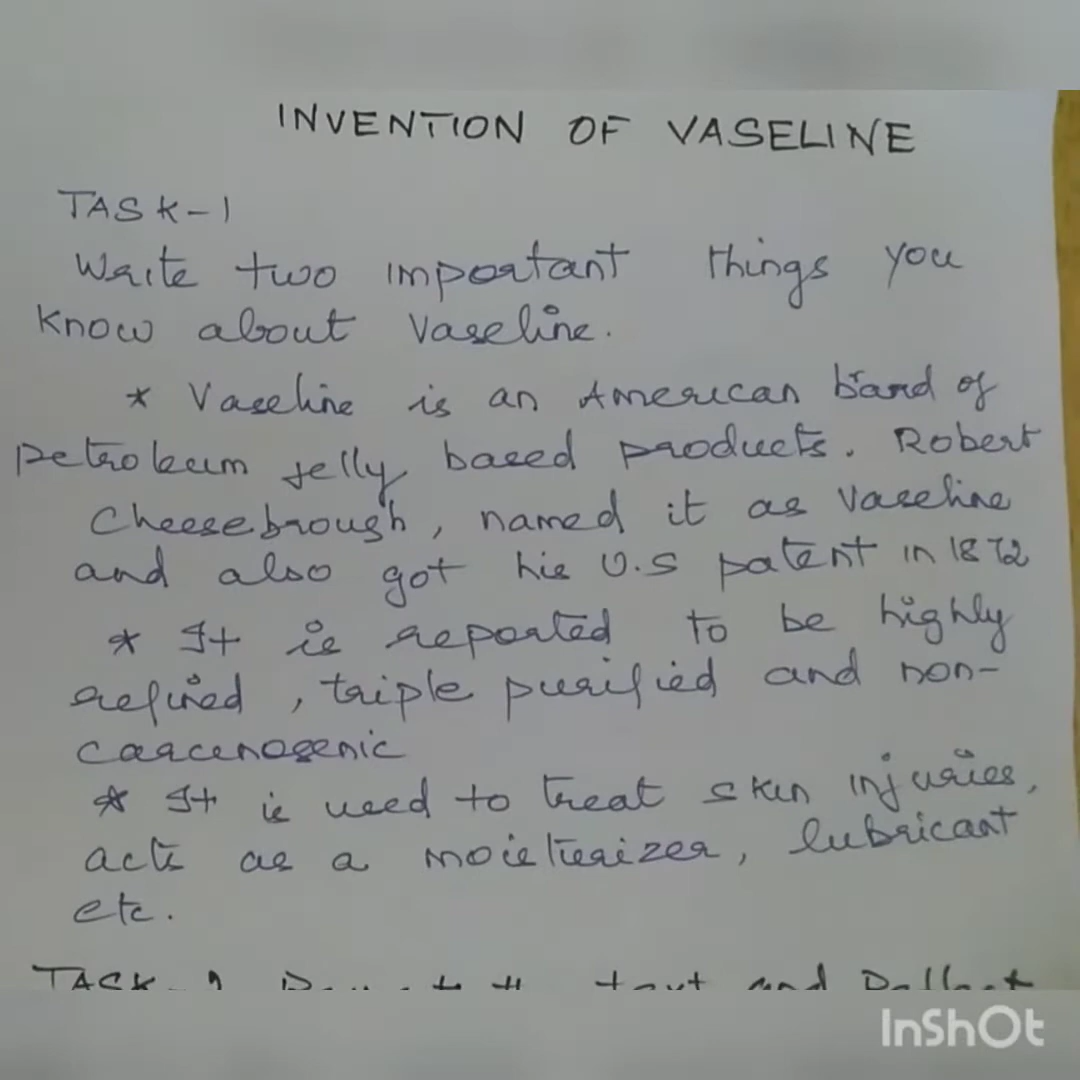 INVENTION OF VASELINE
TASK-1
Write two important things you
know about Vaseline.
* Vaseline is an American brand of
petroleum jelly based products. Robert
Cheesebrough, named it as Vaseline
and also got his U.S patent in 1872
* It is reported to be highly
refined, triple purified and non-
carcenogenic
* It is used to treat skin injuries,
acts as a moisturizer, lubricant
etc.
TASK - and
InShOt